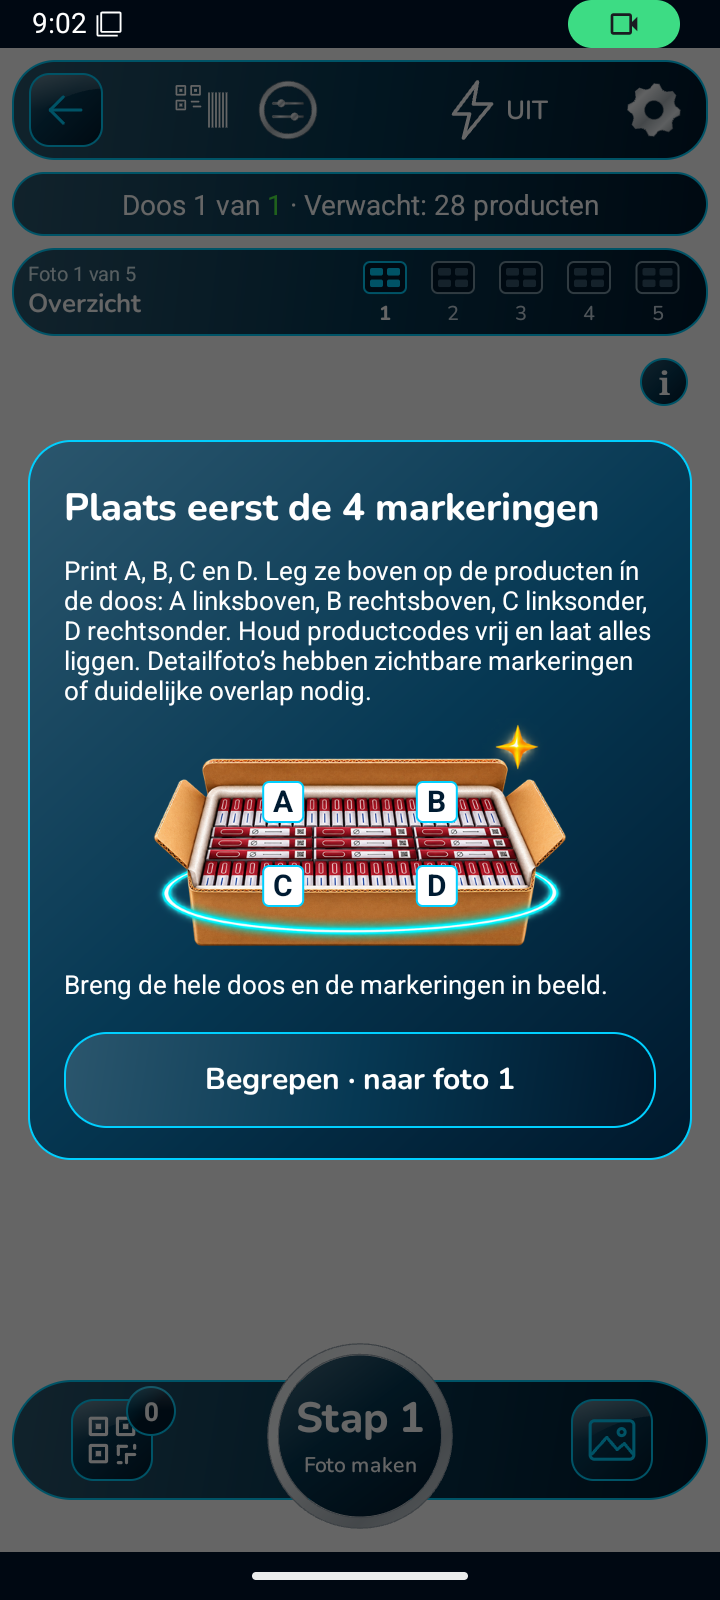 9:02
UIT
Doos 1 van 1 · Verwacht: 28 producten
Foto 1 van 5
Overzicht
1 2 3 4 5
i
Plaats eerst de 4 markeringen
Print A, B, C en D. Leg ze boven op de producten ín
de doos: A linksboven, B rechtsboven, C linksonder,
D rechtsonder. Houd productcodes vrij en laat alles
liggen. Detailfoto’s hebben zichtbare markeringen
of duidelijke overlap nodig.
A B
C D
Breng de hele doos en de markeringen in beeld.
Begrepen · naar foto 1
0
Stap 1
Foto maken